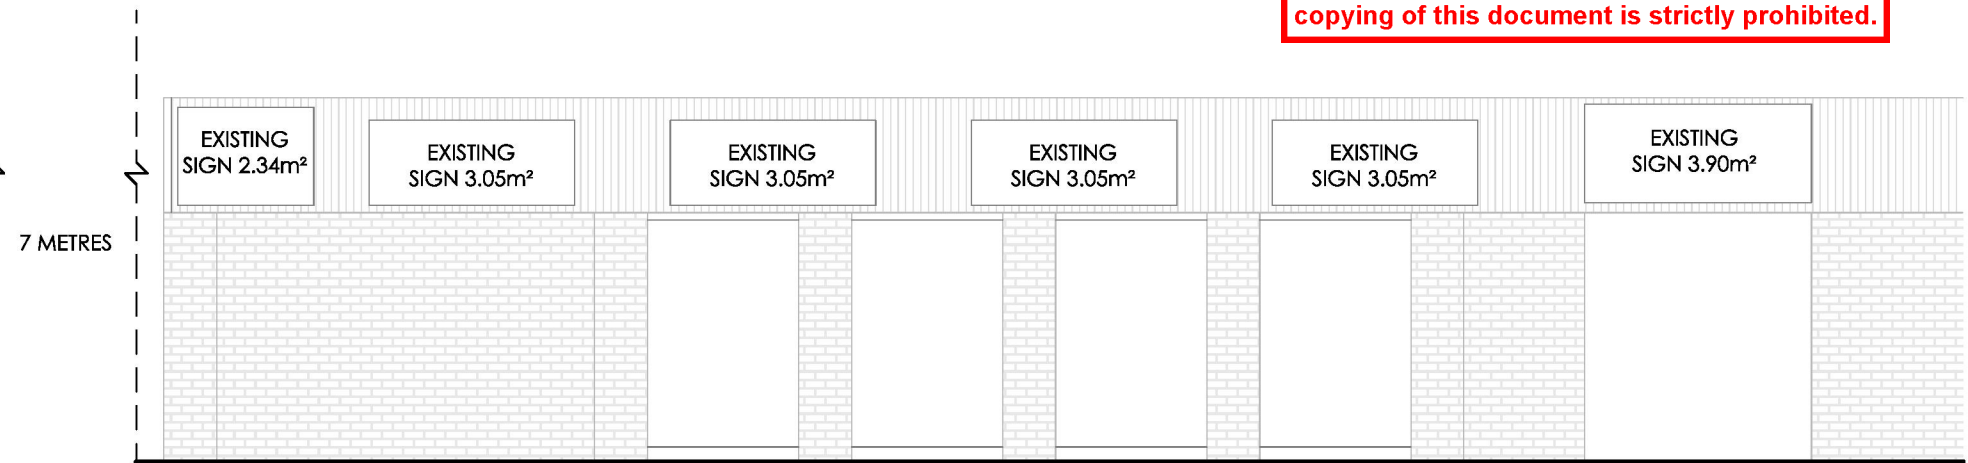 copying of this document is strictly prohibited.
EXISTING
SIGN 2.34m²
EXISTING
SIGN 3.05m²
EXISTING
SIGN 3.05m²
EXISTING
SIGN 3.05m²
EXISTING
SIGN 3.05m²
EXISTING
SIGN 3.90m²
7 METRES